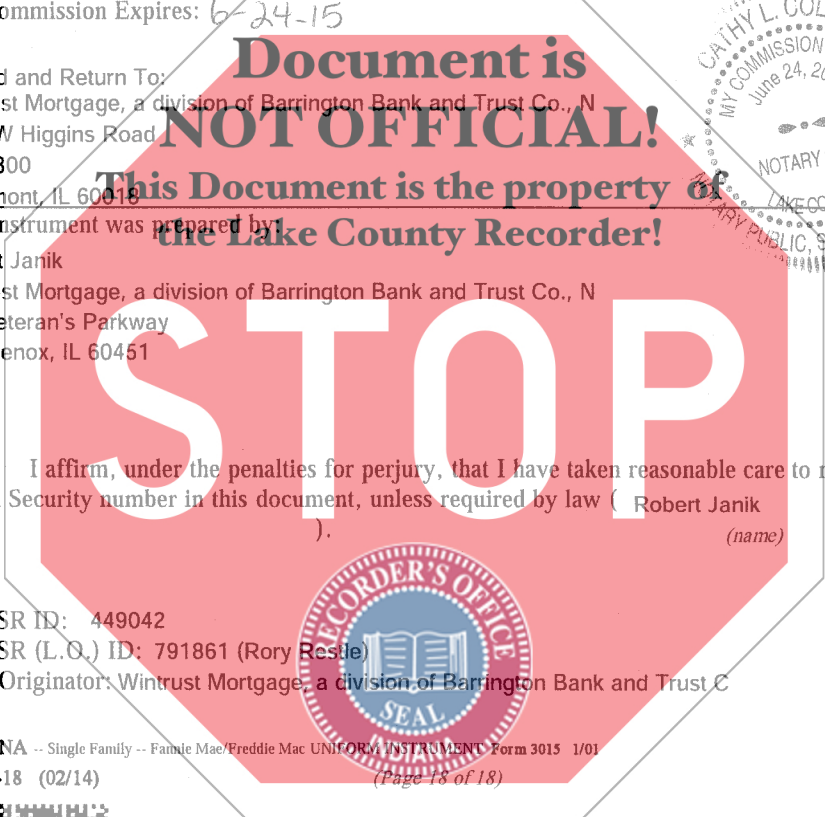 ommission Expires: 6-24-15
Document is
NOT OFFICIAL!
This Document is the property of
the Lake County Recorder!
CATHY L. COL
MY COMMISSION
June 24, 20
NOTARY
LAKE CO
NOTARY PUBLIC, S
d and Return To:
st Mortgage, a division of Barrington Bank and Trust Co., N
W Higgins Road
300
mont, IL 60018
nstrument was prepared by:
t Janik
st Mortgage, a division of Barrington Bank and Trust Co., N
eteran's Parkway
enox, IL 60451
STOP
I affirm, under the penalties for perjury, that I have taken reasonable care to r
Security number in this document, unless required by law ( Robert Janik
).
(name)
RECORDER'S OFFICE
SEAL
INDIANA
SR ID: 449042
SR (L.O.) ID: 791861 (Rory Restle)
Originator: Wintrust Mortgage, a division of Barrington Bank and Trust C
NA -- Single Family -- Fannie Mae/Freddie Mac UNIFORM INSTRUMENT Form 3015 1/01
-18 (02/14)
(Page 18 of 18)